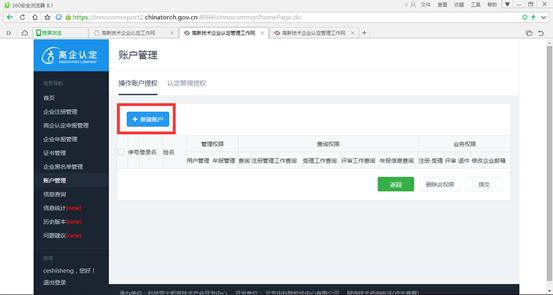 360安全浏览器 8.1
文件 查看 收藏 工具 帮助
https://innocomreport2.chinatorch.gov.cn:8084/xinnocommgr/homePage.do
高新技术企业认定工作网
高新技术企业认定管理工作网
高新技术企业认定管理工作网
高企认定
INNOVATION COMPANY
账户管理
操作账户授权 认定管理授权
首页
企业注册管理
高企认定申报管理
企业年报管理
证书管理
企业黑名单管理
账户管理
信息查询
信息统计(new)
历史版本(new)
问题建议(new)
+ 新建账户
管理权限 查询权限 业务权限
序号 登录名 姓名 用户管理 年报管理 查询 注册管理工作查询 受理工作查询 评审工作查询 年报信息查询 注册 受理 评审 退件 修改企业邮箱
返回 删除此权限 提交
ceshisheng，您好！
退出登录